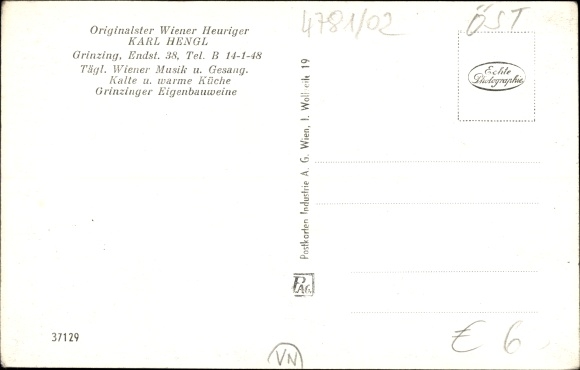 Originalster Wiener Heuriger
KARL HENGL
Grinzing, Endst. 38, Tel. B 14-1-48
Tägl. Wiener Musik u. Gesang.
Kalte u. warme Küche
Grinzinger Eigenbauweine
4781/02
ÖST
Echte
Photographie
Postkarten Industrie A. G. Wien, I. Wollzeile 19
PAG
37129
VN
€ 6